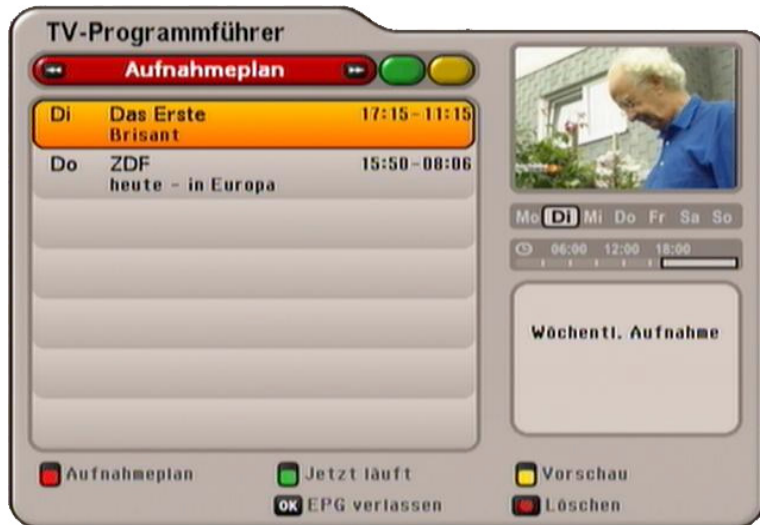 TV-Programmführer
Aufnahmeplan
Di Das Erste 17:15-11:15
Brisant
Do ZDF 15:50-08:06
heute - in Europa
Mo Di Mi Do Fr Sa So
06:00 12:00 18:00
Wöchentl. Aufnahme
Aufnahmeplan Jetzt läuft Vorschau
OK EPG verlassen Löschen